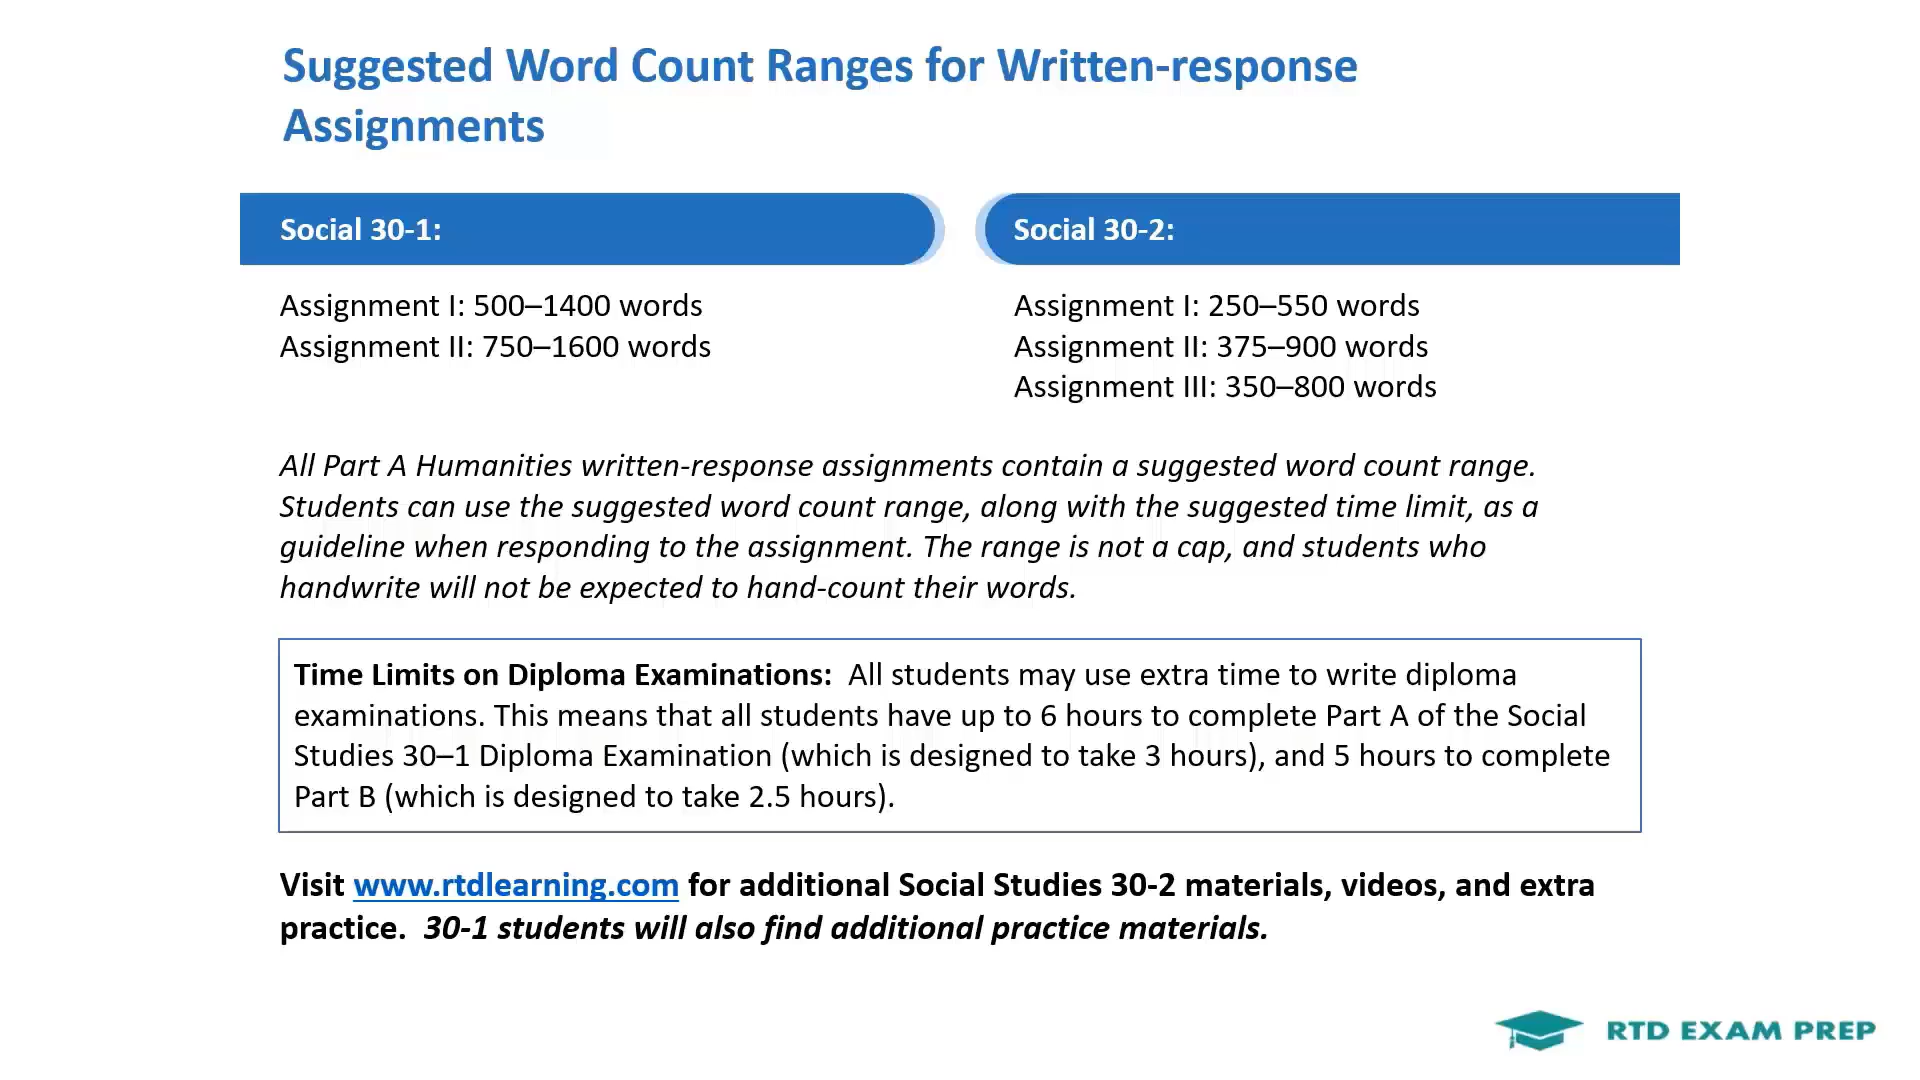 Suggested Word Count Ranges for Written-response
Assignments
Social 30-1:
Assignment I: 500–1400 words
Assignment II: 750–1600 words
Social 30-2:
Assignment I: 250–550 words
Assignment II: 375–900 words
Assignment III: 350–800 words
All Part A Humanities written-response assignments contain a suggested word count range.
Students can use the suggested word count range, along with the suggested time limit, as a
guideline when responding to the assignment. The range is not a cap, and students who
handwrite will not be expected to hand-count their words.
Time Limits on Diploma Examinations: All students may use extra time to write diploma
examinations. This means that all students have up to 6 hours to complete Part A of the Social
Studies 30–1 Diploma Examination (which is designed to take 3 hours), and 5 hours to complete
Part B (which is designed to take 2.5 hours).
Visit www.rtdlearning.com for additional Social Studies 30-2 materials, videos, and extra
practice. 30-1 students will also find additional practice materials.
RTD EXAM PREP